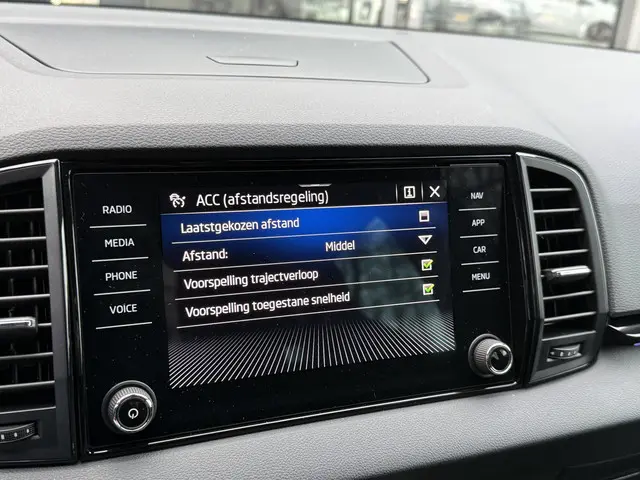 ACC (afstandsregeling)
Laatstgekozen afstand
Afstand: Middel
Voorspelling trajectverloop
Voorspelling toegestane snelheid
RADIO
MEDIA
PHONE
VOICE
NAV
APP
CAR
MENU